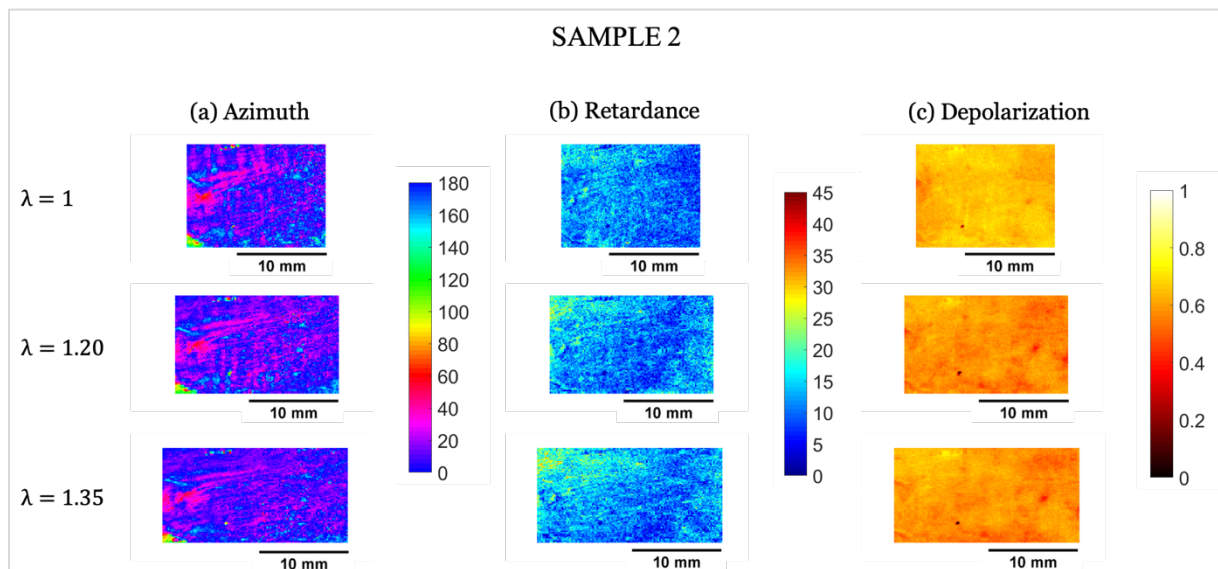 SAMPLE 2
(a) Azimuth
(b) Retardance
(c) Depolarization
λ = 1
10 mm
10 mm
10 mm
λ = 1.20
10 mm
10 mm
10 mm
λ = 1.35
10 mm
10 mm
10 mm
180
160
140
120
100
80
60
40
20
0
45
40
35
30
25
20
15
10
5
0
1
0.8
0.6
0.4
0.2
0